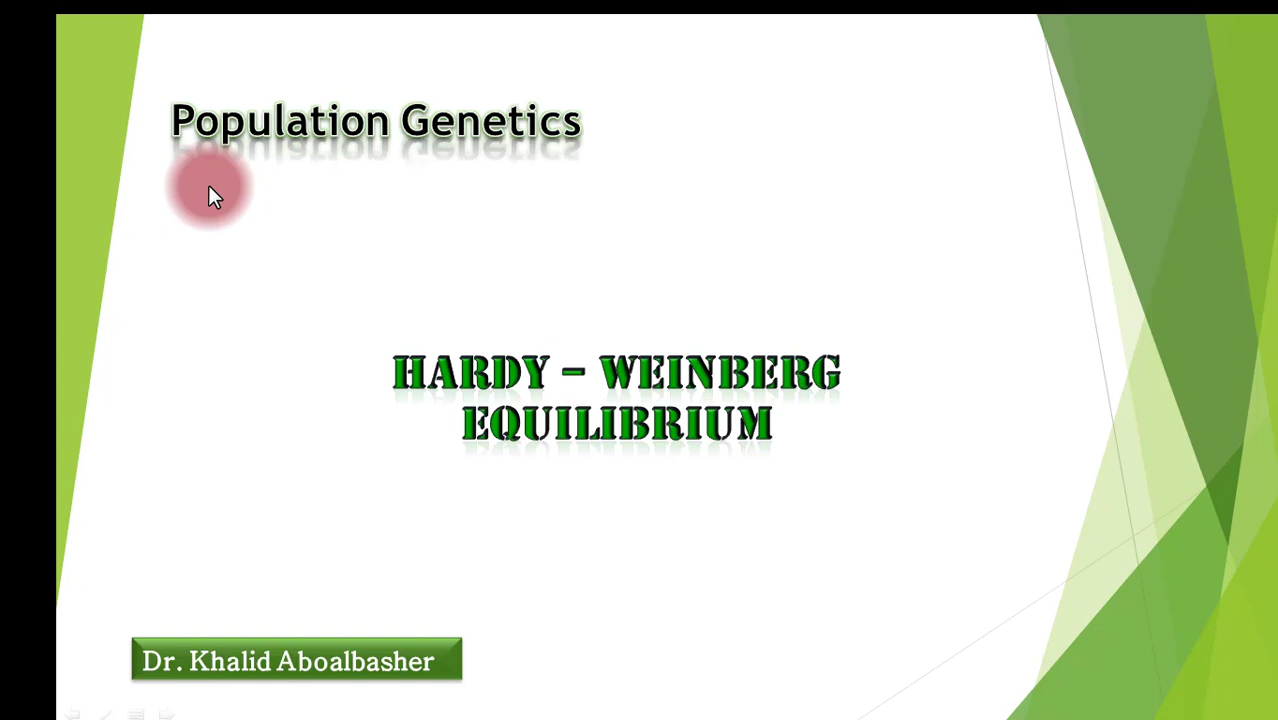 Population Genetics
HARDY – WEINBERG
EQUILIBRIUM
Dr. Khalid Aboalbasher